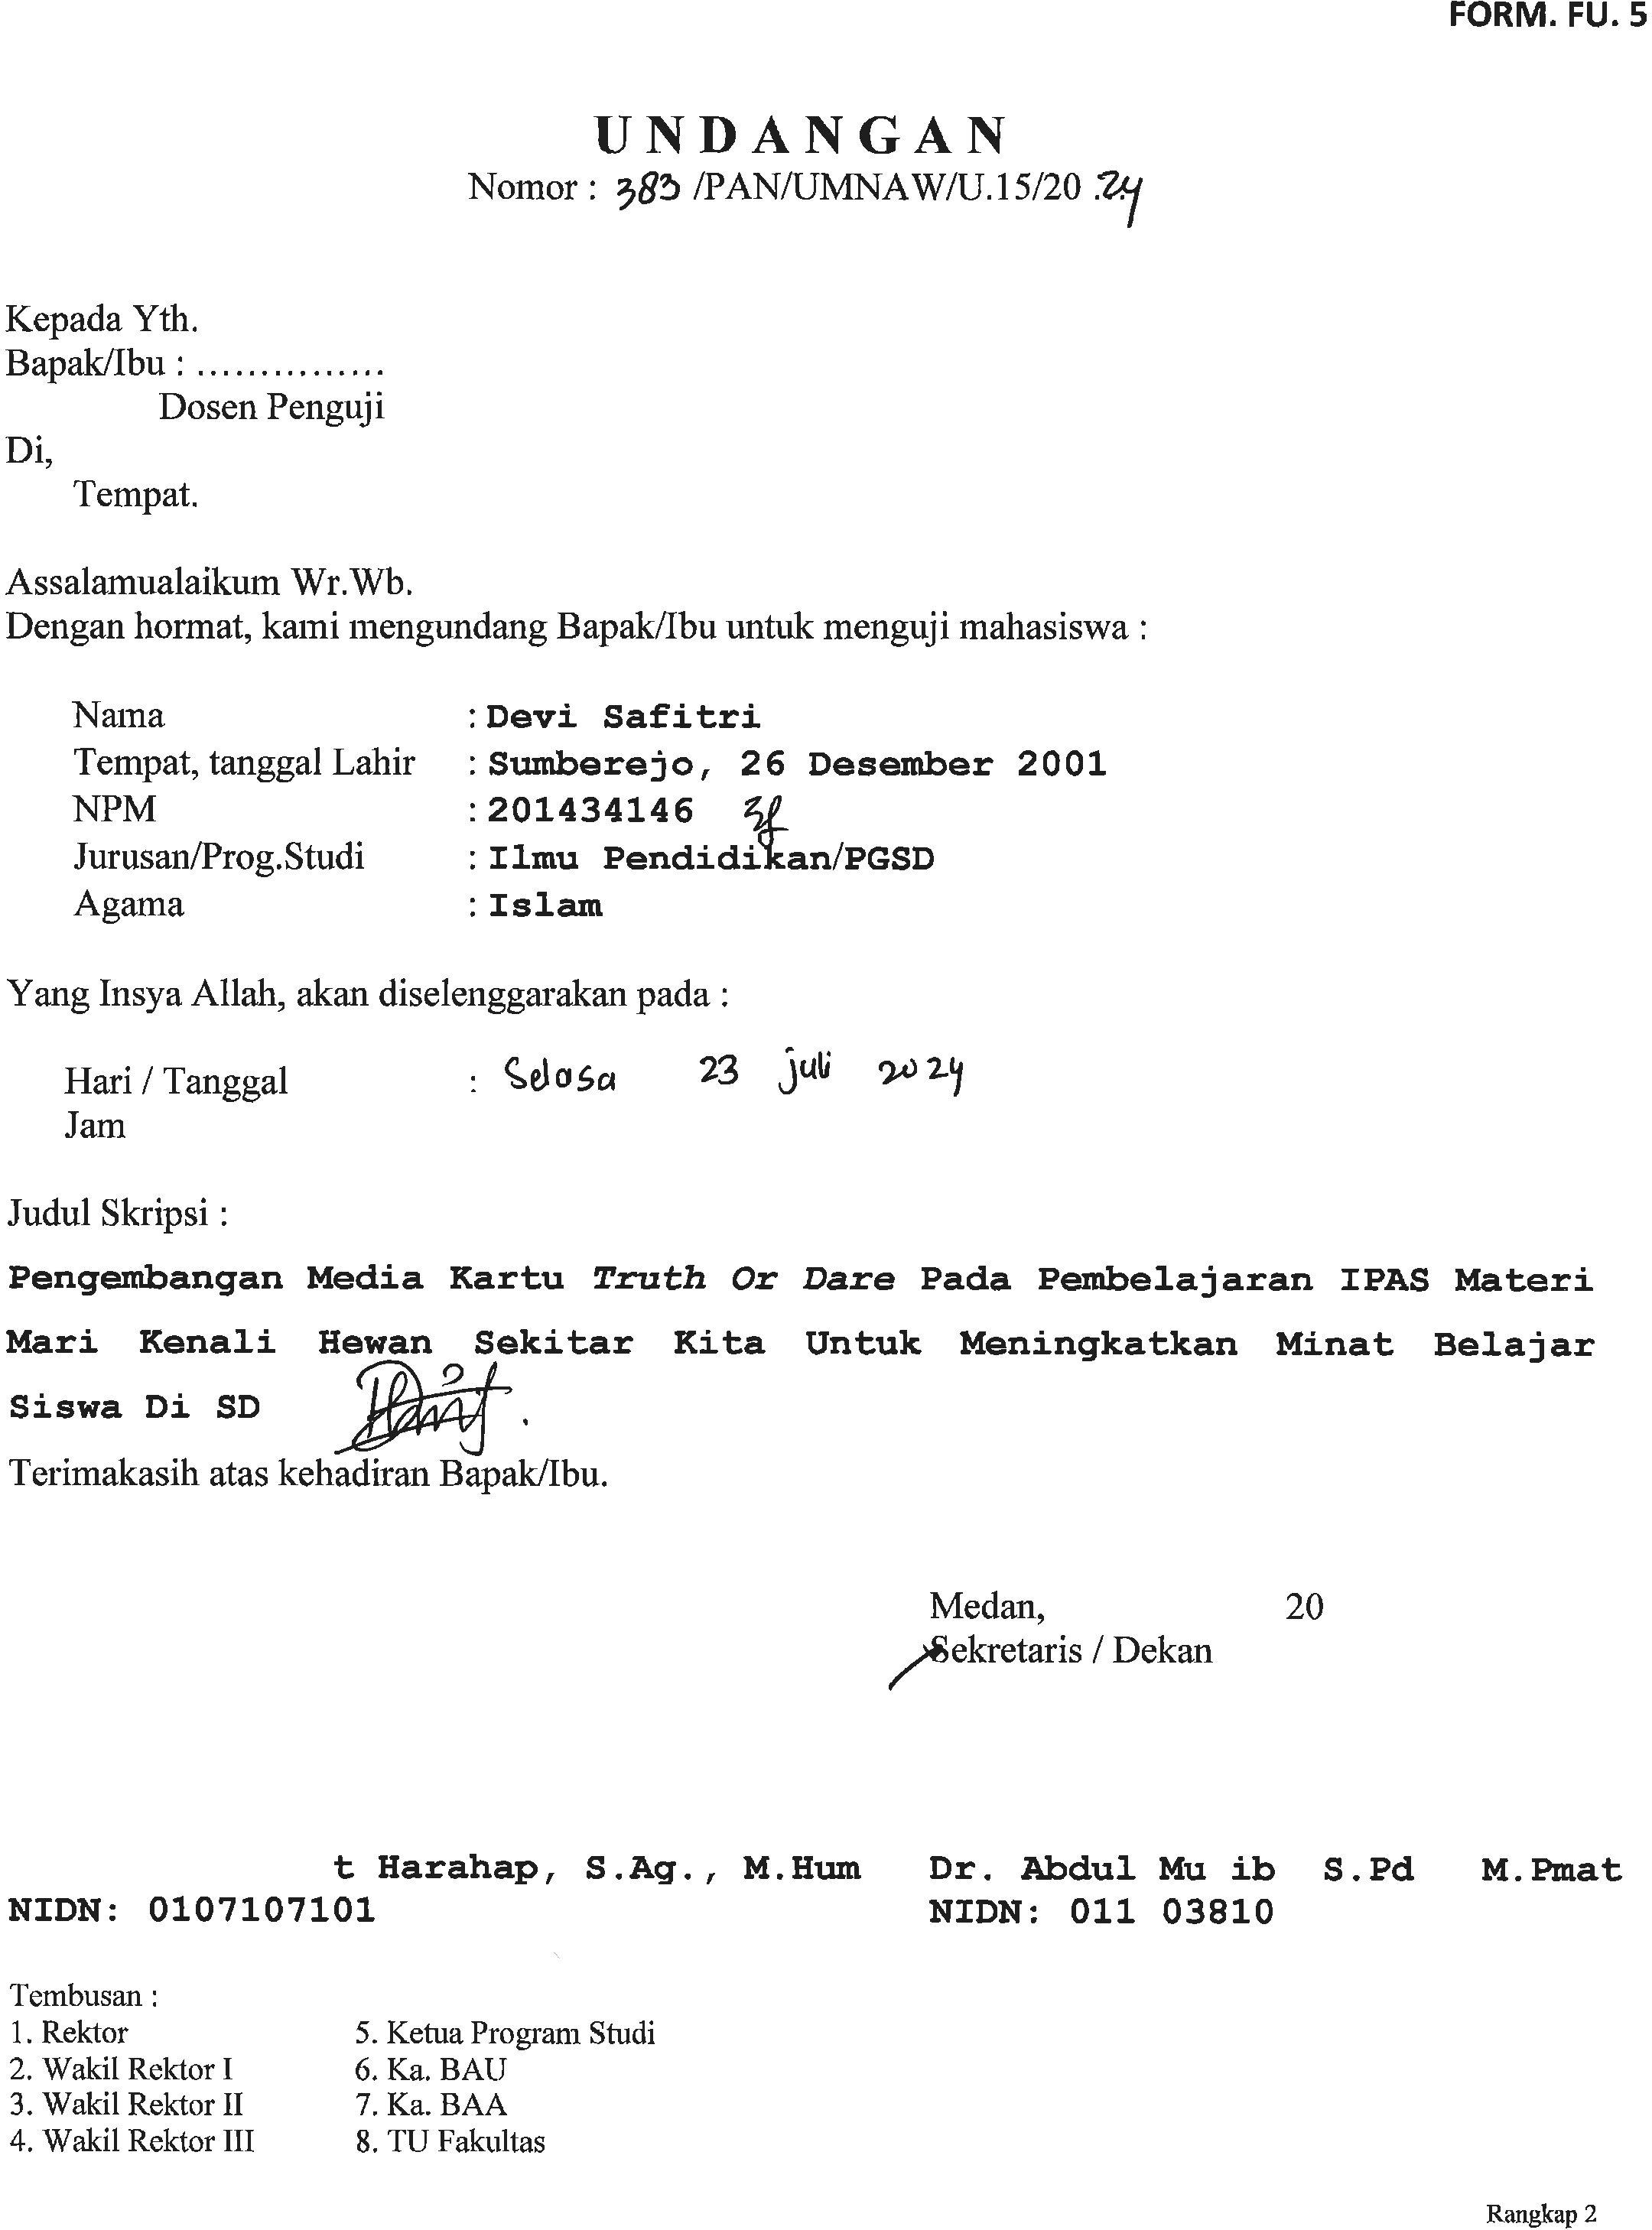 FORM. FU. 5
UNDANGAN
Nomor : 383 /PAN/UMNAW/U.15/20 .24
Kepada Yth.
Bapak/Ibu : ...............
Dosen Penguji
Di,
Tempat.
Assalamualaikum Wr.Wb.
Dengan hormat, kami mengundang Bapak/Ibu untuk menguji mahasiswa :
Nama : Devi Safitri
Tempat, tanggal Lahir : Sumberejo, 26 Desember 2001
NPM : 201434146
Jurusan/Prog.Studi : Ilmu Pendidikan/PGSD
Agama : Islam
Yang Insya Allah, akan diselenggarakan pada :
Hari / Tanggal : Selasa 23 juli 2024
Jam
Judul Skripsi :
Pengembangan Media Kartu Truth Or Dare Pada Pembelajaran IPAS Materi
Mari Kenali Hewan Sekitar Kita Untuk Meningkatkan Minat Belajar
Siswa Di SD
Terimakasih atas kehadiran Bapak/Ibu.
Medan, 20
Sekretaris / Dekan
t Harahap, S.Ag., M.Hum Dr. Abdul Mu ib S.Pd M.Pmat
NIDN: 0107107101 NIDN: 011 03810
Tembusan :
1. Rektor 5. Ketua Program Studi
2. Wakil Rektor I 6. Ka. BAU
3. Wakil Rektor II 7. Ka. BAA
4. Wakil Rektor III 8. TU Fakultas
Rangkap 2